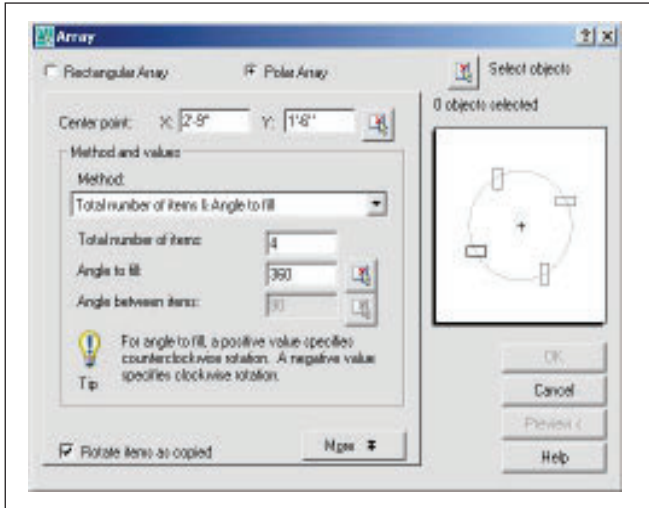 Array
Rectangular Array
Polar Array
Select objects
0 objects selected
Center point: X: 2'-9" Y: 1'-6"
Method and values
Method:
Total number of items & Angle to fill
Total number of items: 4
Angle to fill: 360
Angle between items: 90
For angle to fill, a positive value specifies
counterclockwise rotation. A negative value
specifies clockwise rotation.
Tip
Rotate items as copied
More
OK
Cancel
Preview <
Help